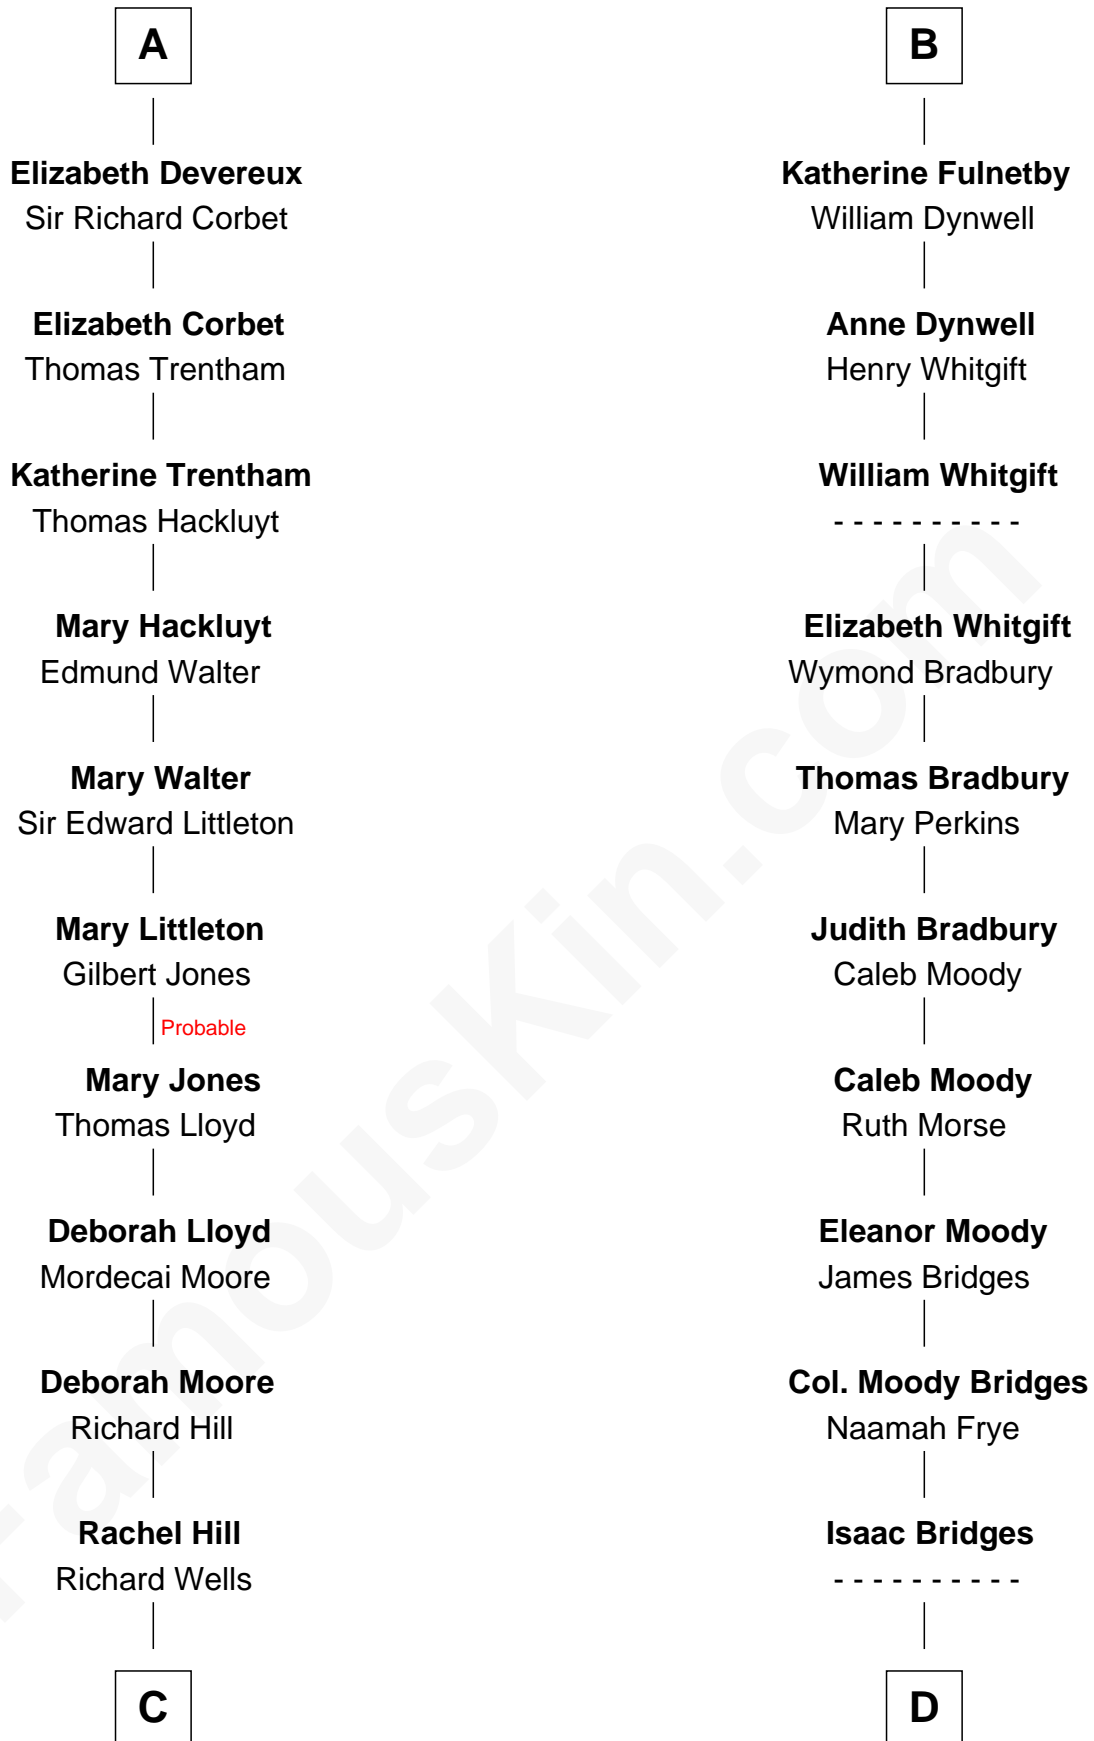 A
Elizabeth Devereux
Sir Richard Corbet
Elizabeth Corbet
Thomas Trentham
Katherine Trentham
Thomas Hackluyt
Mary Hackluyt
Edmund Walter
Mary Walter
Sir Edward Littleton
Mary Littleton
Gilbert Jones
Probable
Mary Jones
Thomas Lloyd
Deborah Lloyd
Mordecai Moore
Deborah Moore
Richard Hill
Rachel Hill
Richard Wells
C
B
Katherine Fulnetby
William Dynwell
Anne Dynwell
Henry Whitgift
William Whitgift
- - - - - - - - - -
Elizabeth Whitgift
Wymond Bradbury
Thomas Bradbury
Mary Perkins
Judith Bradbury
Caleb Moody
Caleb Moody
Ruth Morse
Eleanor Moody
James Bridges
Col. Moody Bridges
Naamah Frye
Isaac Bridges
- - - - - - - - - -
D
FamousKin.com